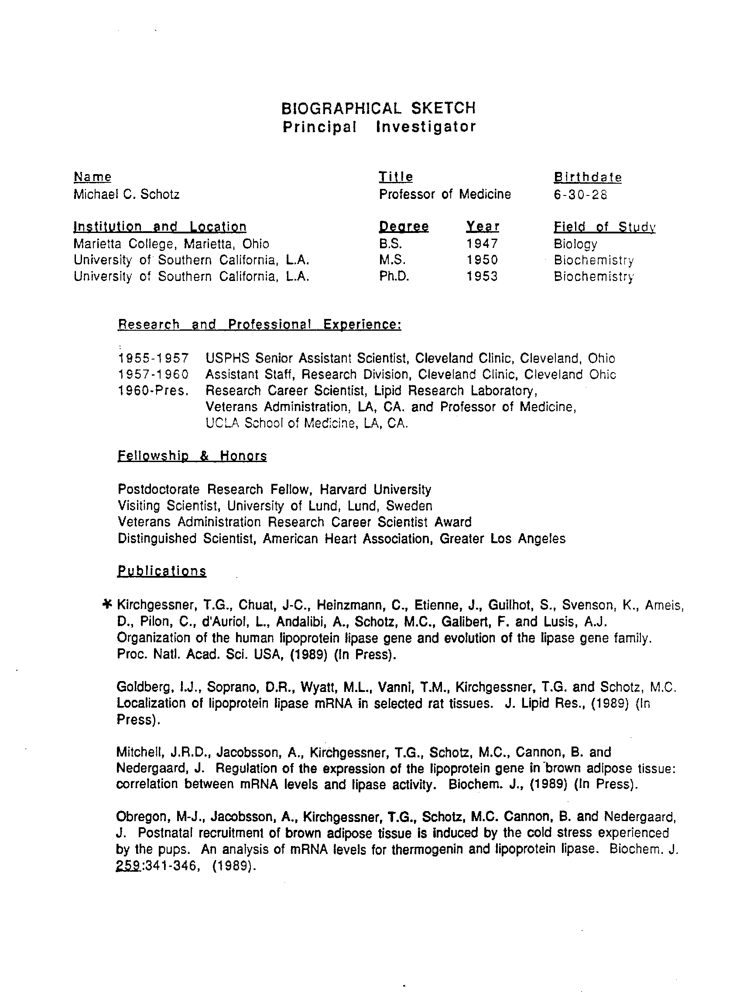 BIOGRAPHICAL SKETCH
Principal Investigator
Name Title Birthdate
Michael C. Schotz Professor of Medicine 6-30-28
Institution and Location Degree Year Field of Study
Marietta College, Marietta, Ohio B.S. 1947 Biology
University of Southern California, L.A. M.S. 1950 Biochemistry
University of Southern California, L.A. Ph.D. 1953 Biochemistry
Research and Professional Experience:
1955-1957 USPHS Senior Assistant Scientist, Cleveland Clinic, Cleveland, Ohio
1957-1960 Assistant Staff, Research Division, Cleveland Clinic, Cleveland Ohio
1960-Pres. Research Career Scientist, Lipid Research Laboratory,
Veterans Administration, LA, CA. and Professor of Medicine,
UCLA School of Medicine, LA, CA.
Fellowship & Honors
Postdoctorate Research Fellow, Harvard University
Visiting Scientist, University of Lund, Lund, Sweden
Veterans Administration Research Career Scientist Award
Distinguished Scientist, American Heart Association, Greater Los Angeles
Publications
* Kirchgessner, T.G., Chuat, J-C., Heinzmann, C., Etienne, J., Guilhot, S., Svenson, K., Ameis,
D., Pilon, C., d'Auriol, L., Andalibi, A., Schotz, M.C., Galibert, F. and Lusis, A.J.
Organization of the human lipoprotein lipase gene and evolution of the lipase gene family.
Proc. Natl. Acad. Sci. USA, (1989) (In Press).
Goldberg, I.J., Soprano, D.R., Wyatt, M.L., Vanni, T.M., Kirchgessner, T.G. and Schotz, M.C.
Localization of lipoprotein lipase mRNA in selected rat tissues. J. Lipid Res., (1989) (In
Press).
Mitchell, J.R.D., Jacobsson, A., Kirchgessner, T.G., Schotz, M.C., Cannon, B. and
Nedergaard, J. Regulation of the expression of the lipoprotein gene in brown adipose tissue:
correlation between mRNA levels and lipase activity. Biochem. J., (1989) (In Press).
Obregon, M-J., Jacobsson, A., Kirchgessner, T.G., Schotz, M.C. Cannon, B. and Nedergaard,
J. Postnatal recruitment of brown adipose tissue is induced by the cold stress experienced
by the pups. An analysis of mRNA levels for thermogenin and lipoprotein lipase. Biochem. J.
259:341-346, (1989).